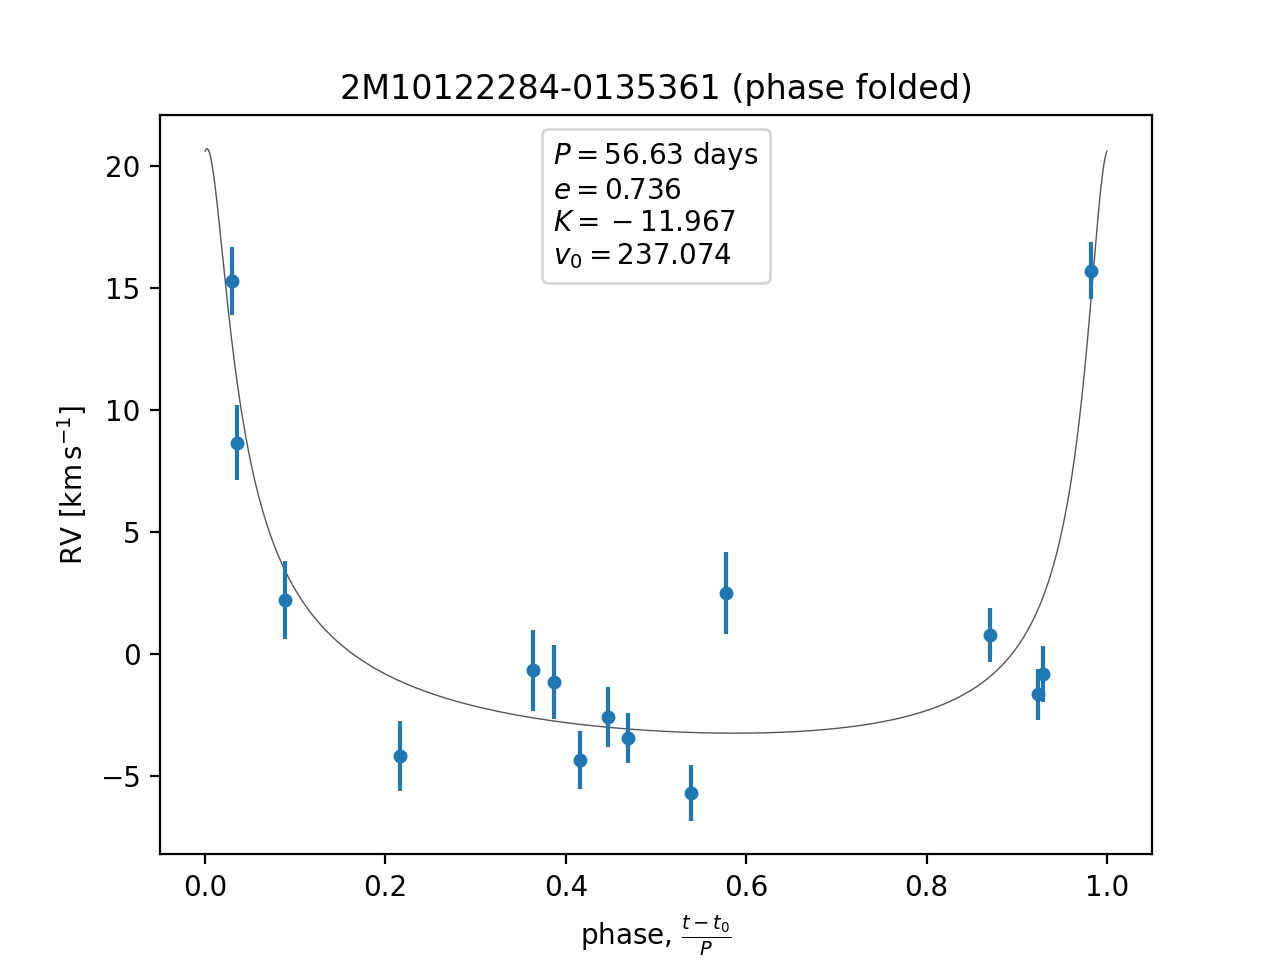 2M10122284-0135361 (phase folded)
P = 56.63 days
e = 0.736
K = −11.967
v₀ = 237.074
RV [km s⁻¹]
20
15
10
5
0
−5
0.0 0.2 0.4 0.6 0.8 1.0
phase, (t − t₀)/P